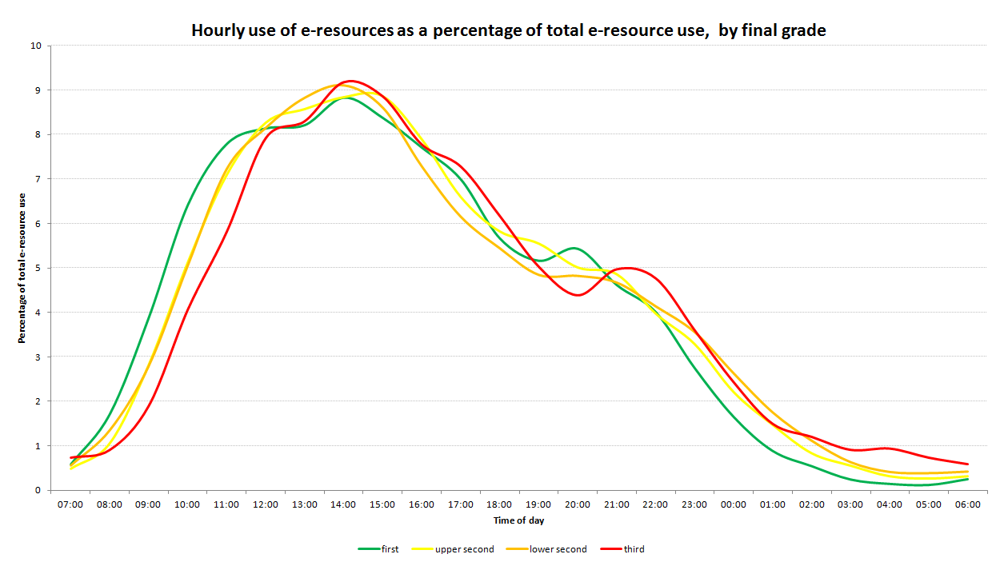 Hourly use of e-resources as a percentage of total e-resource use,  by final grade
10
9
8
7
6
5
4
3
2
1
0
Percentage of total e-resource use
07:00 08:00 09:00 10:00 11:00 12:00 13:00 14:00 15:00 16:00 17:00 18:00 19:00 20:00 21:00 22:00 23:00 00:00 01:00 02:00 03:00 04:00 05:00 06:00
Time of day
first upper second lower second third